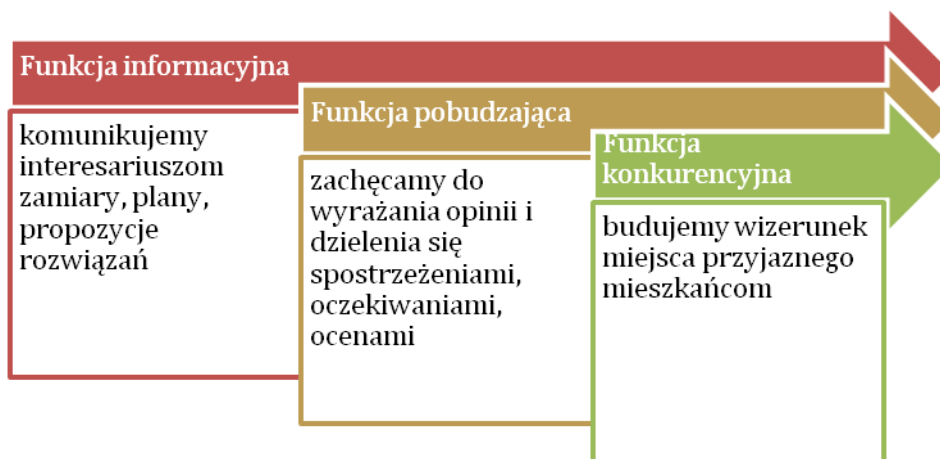 Funkcja informacyjna
komunikujemy
interesariuszom
zamiary, plany,
propozycje
rozwiązań
Funkcja pobudzająca
zachęcamy do
wyrażania opinii i
dzielenia się
spostrzeżeniami,
oczekiwaniami,
ocenami
Funkcja
konkurencyjna
budujemy wizerunek
miejsca przyjaznego
mieszkańcom